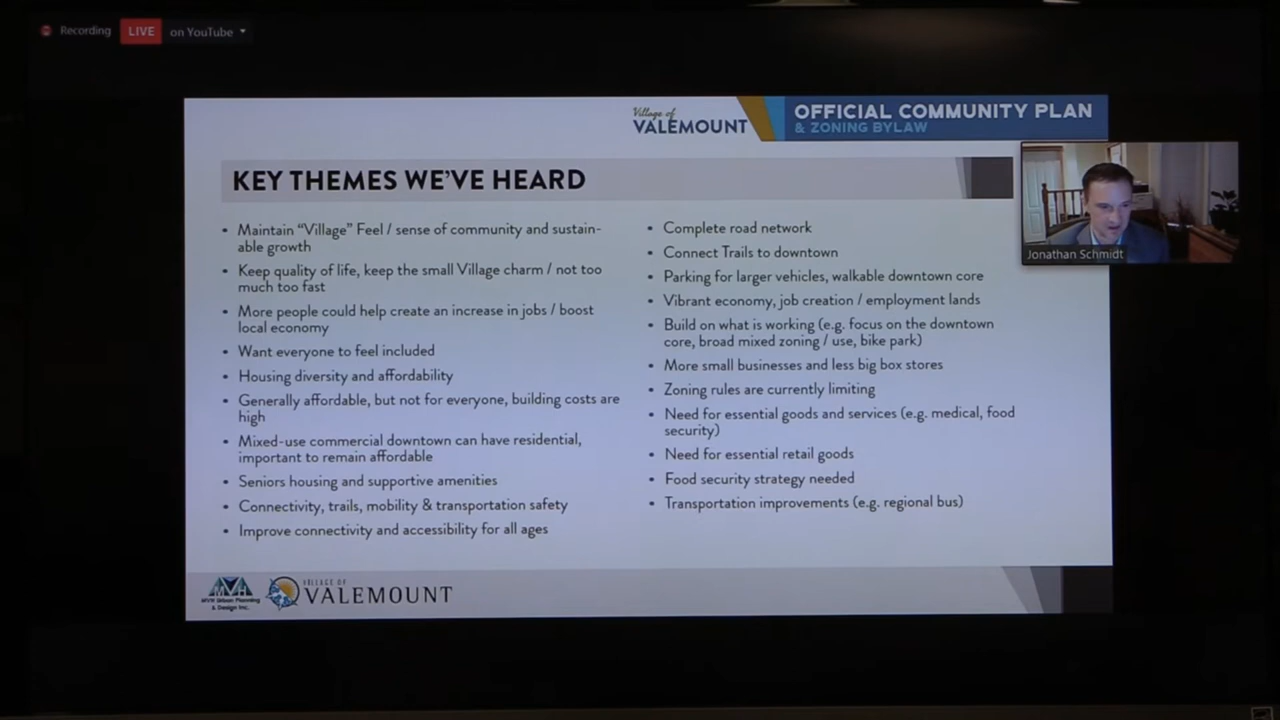 Recording
LIVE
on YouTube
Village of
VALEMOUNT
OFFICIAL COMMUNITY PLAN
& ZONING BYLAW
KEY THEMES WE'VE HEARD
• Maintain “Village” Feel / sense of community and sustain-
able growth
• Keep quality of life, keep the small Village charm / not too
much too fast
• More people could help create an increase in jobs / boost
local economy
• Want everyone to feel included
• Housing diversity and affordability
• Generally affordable, but not for everyone, building costs are
high
• Mixed-use commercial downtown can have residential,
important to remain affordable
• Seniors housing and supportive amenities
• Connectivity, trails, mobility & transportation safety
• Improve connectivity and accessibility for all ages
• Complete road network
• Connect Trails to downtown
• Parking for larger vehicles, walkable downtown core
• Vibrant economy, job creation / employment lands
• Build on what is working (e.g. focus on the downtown
core, broad mixed zoning / use, bike park)
• More small businesses and less big box stores
• Zoning rules are currently limiting
• Need for essential goods and services (e.g. medical, food
security)
• Need for essential retail goods
• Food security strategy needed
• Transportation improvements (e.g. regional bus)
Jonathan Schmidt
MVH
MVH Urban Planning
& Design Inc.
VILLAGE OF
VALEMOUNT